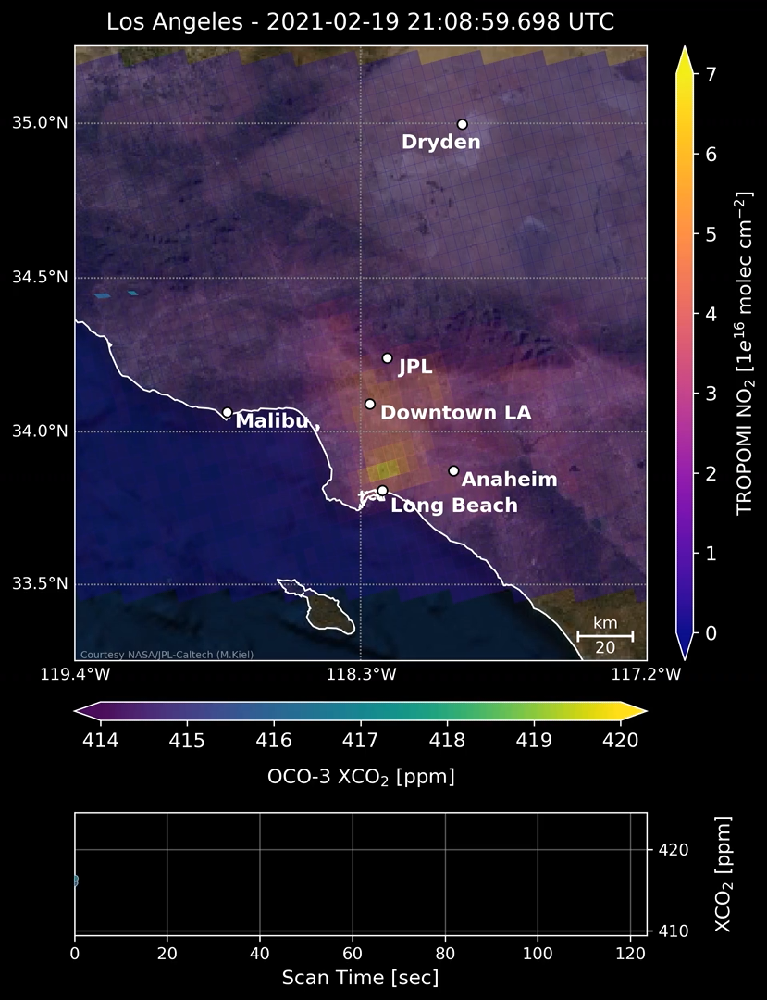 Los Angeles - 2021-02-19 21:08:59.698 UTC
35.0°N
34.5°N
34.0°N
33.5°N
Dryden
JPL
Downtown LA
Malibu
Anaheim
Long Beach
km
20
Courtesy NASA/JPL-Caltech (M.Kiel)
119.4°W 118.3°W 117.2°W
7
6
5
4
3
2
1
0
TROPOMI NO₂ [1e¹⁶ molec cm⁻²]
414 415 416 417 418 419 420
OCO-3 XCO₂ [ppm]
420
410
XCO₂ [ppm]
0 20 40 60 80 100 120
Scan Time [sec]